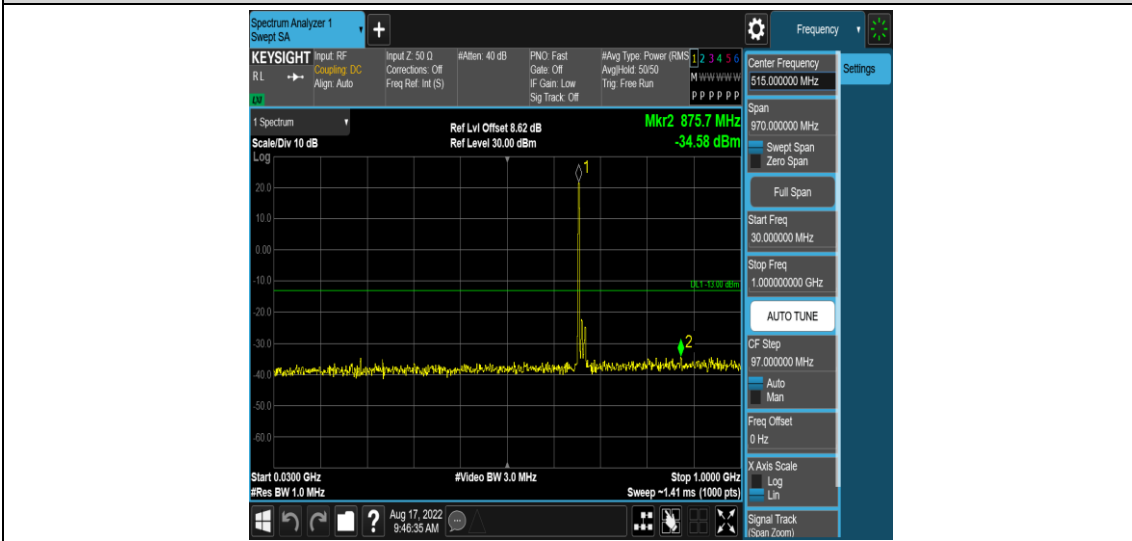 Spectrum Analyzer 1
Swept SA
+
Frequency
KEYSIGHT
RL
LXI
Input: RF
Coupling: DC
Align: Auto
Input Z: 50 Ω
Corrections: Off
Freq Ref: Int (S)
#Atten: 40 dB
PNO: Fast
Gate: Off
IF Gain: Low
Sig Track: Off
#Avg Type: Power (RMS
Avg|Hold: 50/50
Trig: Free Run
1 2 3 4 5 6
M W W W W W
P P P P P P
Center Frequency
515.000000 MHz
Settings
Span
970.000000 MHz
Swept Span
Zero Span
Full Span
Start Freq
30.000000 MHz
Stop Freq
1.000000000 GHz
AUTO TUNE
CF Step
97.000000 MHz
Auto
Man
Freq Offset
0 Hz
X Axis Scale
Log
Lin
Signal Track
(Span Zoom)
1 Spectrum
Scale/Div 10 dB
Log
Ref Lvl Offset 8.62 dB
Ref Level 30.00 dBm
Mkr2 875.7 MHz
-34.58 dBm
1
20.0
10.0
0.00
-10.0
DL1 -13.00 dBm
-20.0
-30.0
2
-40.0
-50.0
-60.0
Start 0.0300 GHz
#Video BW 3.0 MHz
Stop 1.0000 GHz
#Res BW 1.0 MHz
Sweep ~1.41 ms (1000 pts)
?
Aug 17, 2022
9:46:35 AM